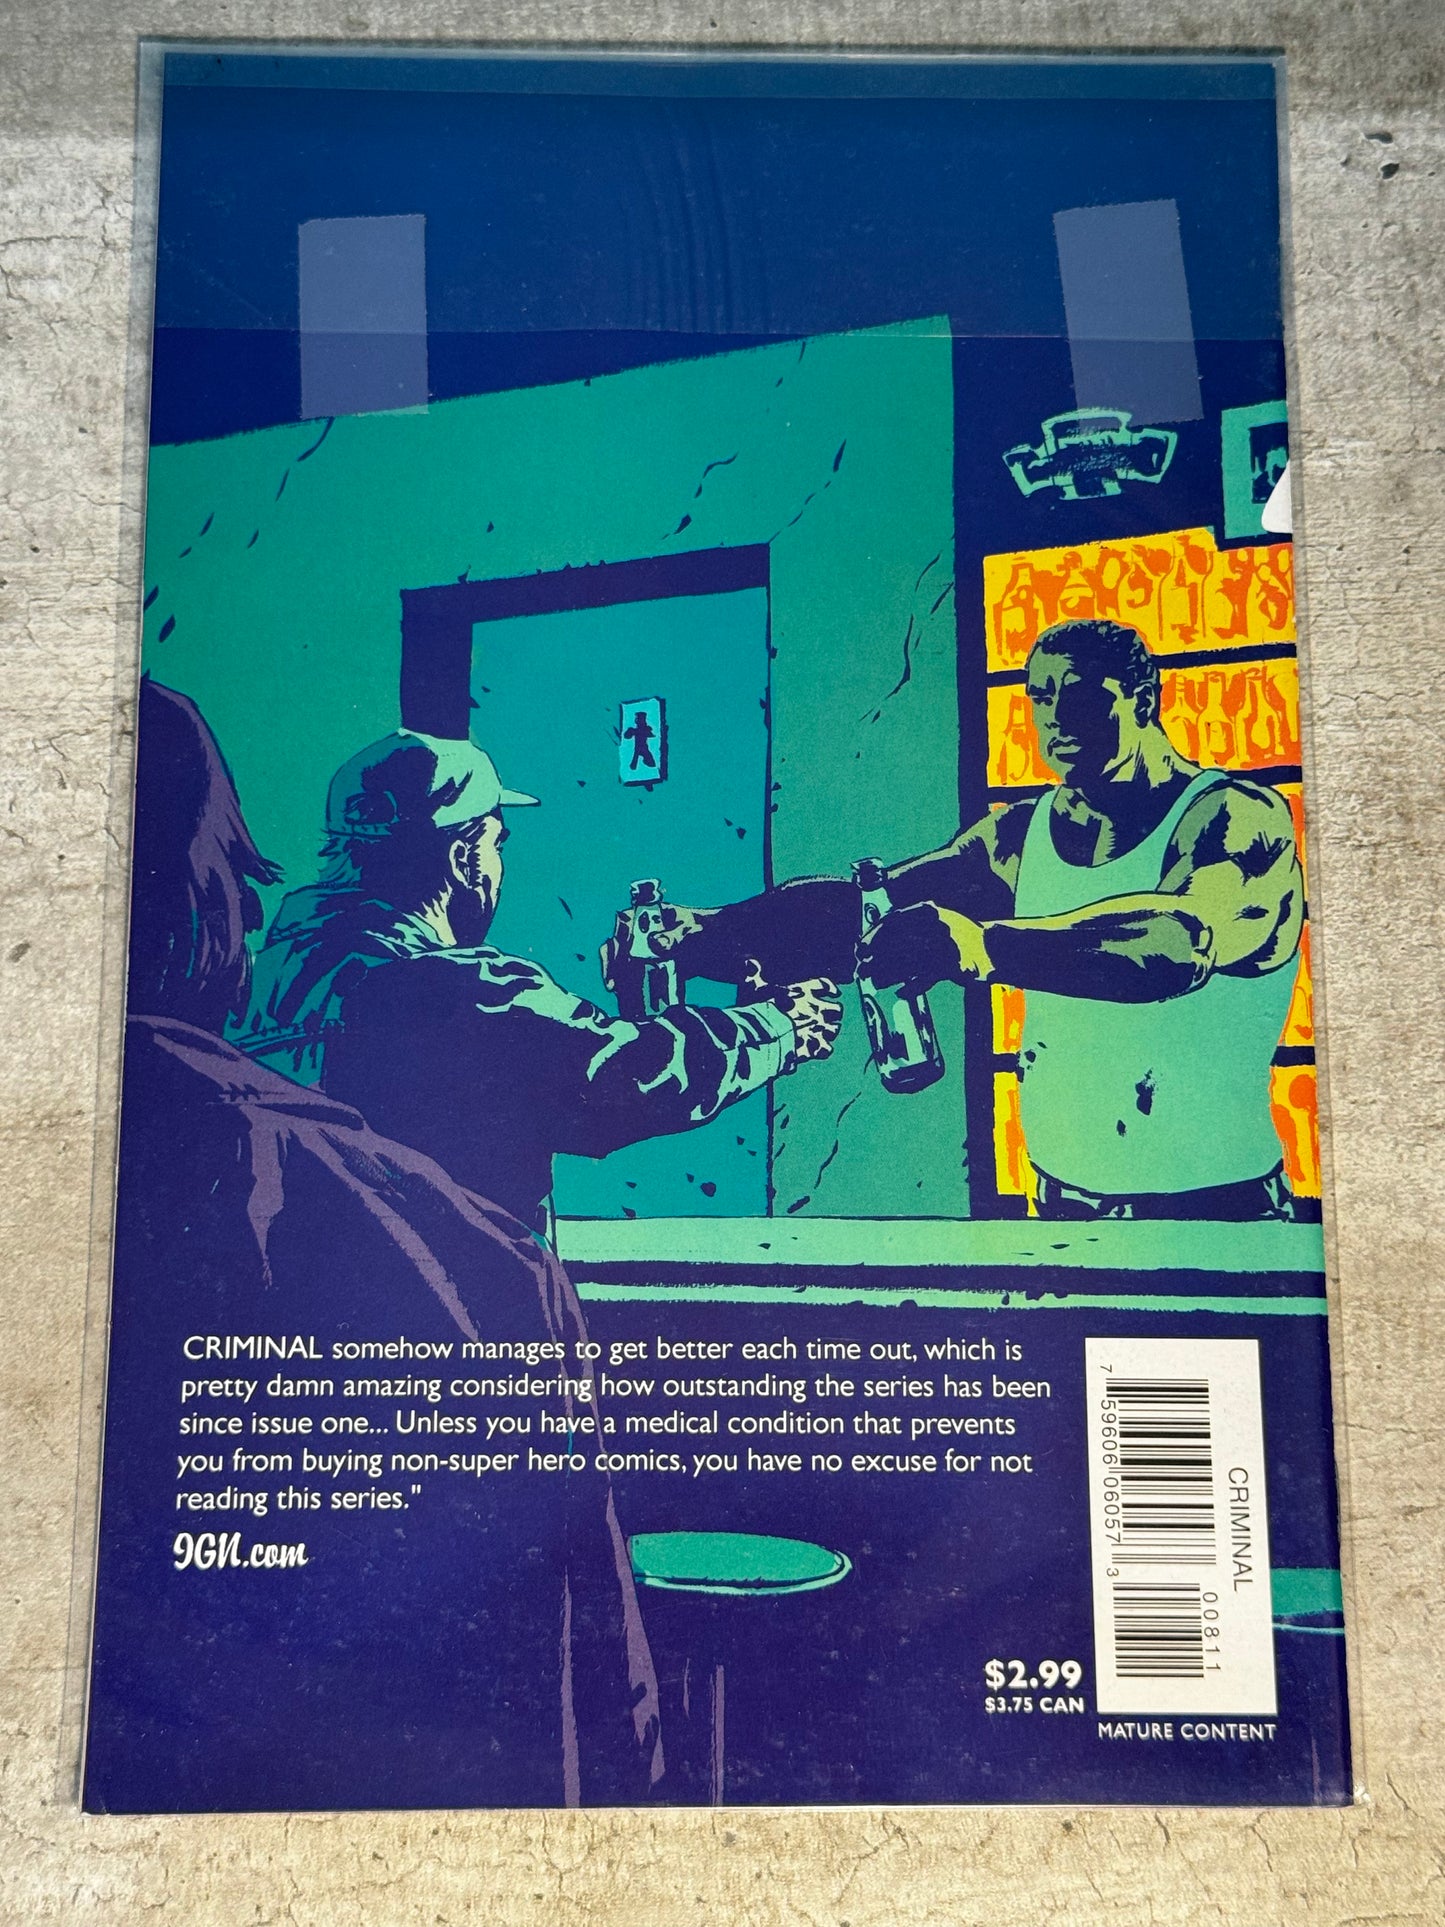 CRIMINAL somehow manages to get better each time out, which is
pretty damn amazing considering how outstanding the series has been
since issue one... Unless you have a medical condition that prevents
you from buying non-super hero comics, you have no excuse for not
reading this series."
9GN.com
$2.99
$3.75 CAN
7 59606 06057 3
00811
CRIMINAL
MATURE CONTENT